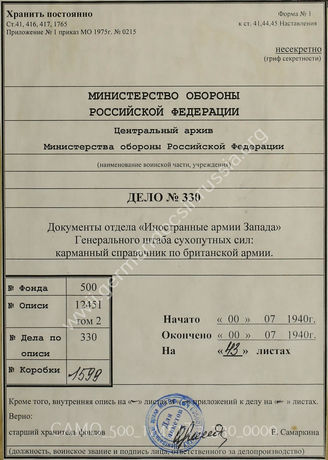 Хранить постоянно
Форма № 1
Ст.41, 416, 417, 1765
к ст. 41,44,45 Наставления
Приложение № 1 приказ МО 1975г. № 0215
несекретно
(гриф секретности)
МИНИСТЕРСТВО ОБОРОНЫ
РОССИЙСКОЙ ФЕДЕРАЦИИ
Центральный архив
Министерства обороны Российской Федерации
(наименование воинской части, учреждения)
ДЕЛО № 330
Документы отдела «Иностранные армии Запада»
Генерального штаба сухопутных сил:
карманный справочник по британской армии.
№ Фонда 500
№ Описи 12451
том 2
№ Дела по описи 330
№ Коробки 1599
Начато « 00 » 07 1940г.
Окончено « 00 » 07 1940г.
На « 43 » листах
Кроме того, внутренняя опись на «–» листах и приложений к делу на «–» листах.
Верно:
старший хранитель фондов
Е. Самаркина
(должность, воинское звание и подпись лица, ответственного за делопроизводство)